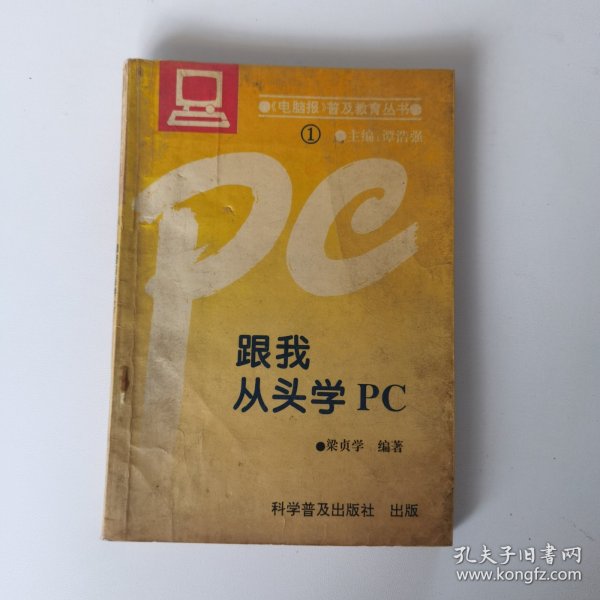 ●《电脑报》普及教育丛书●
① ●主编：谭浩强
PC
跟我
从头学 PC
●梁贞学 编著
科学普及出版社 出版
孔夫子旧书网
www.kongfz.com